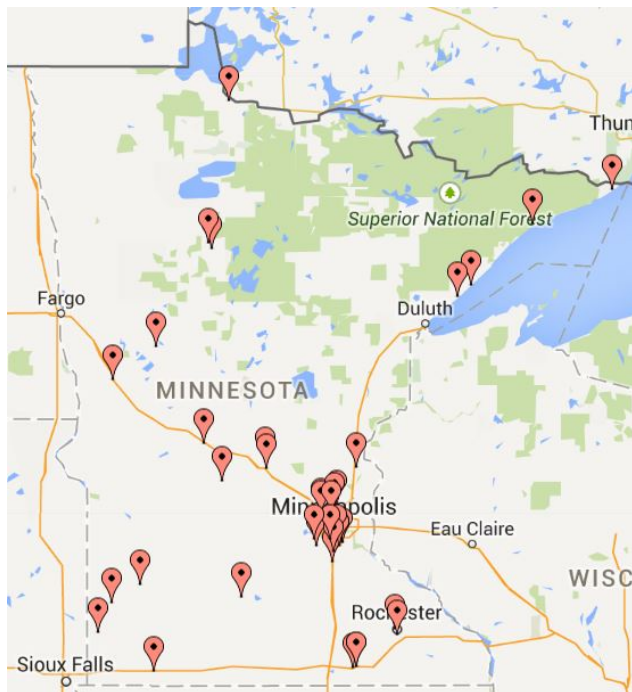 Thun
Superior National Forest
Fargo
Duluth
MINNESOTA
Minneapolis
Eau Claire
WISC
Rochester
Sioux Falls